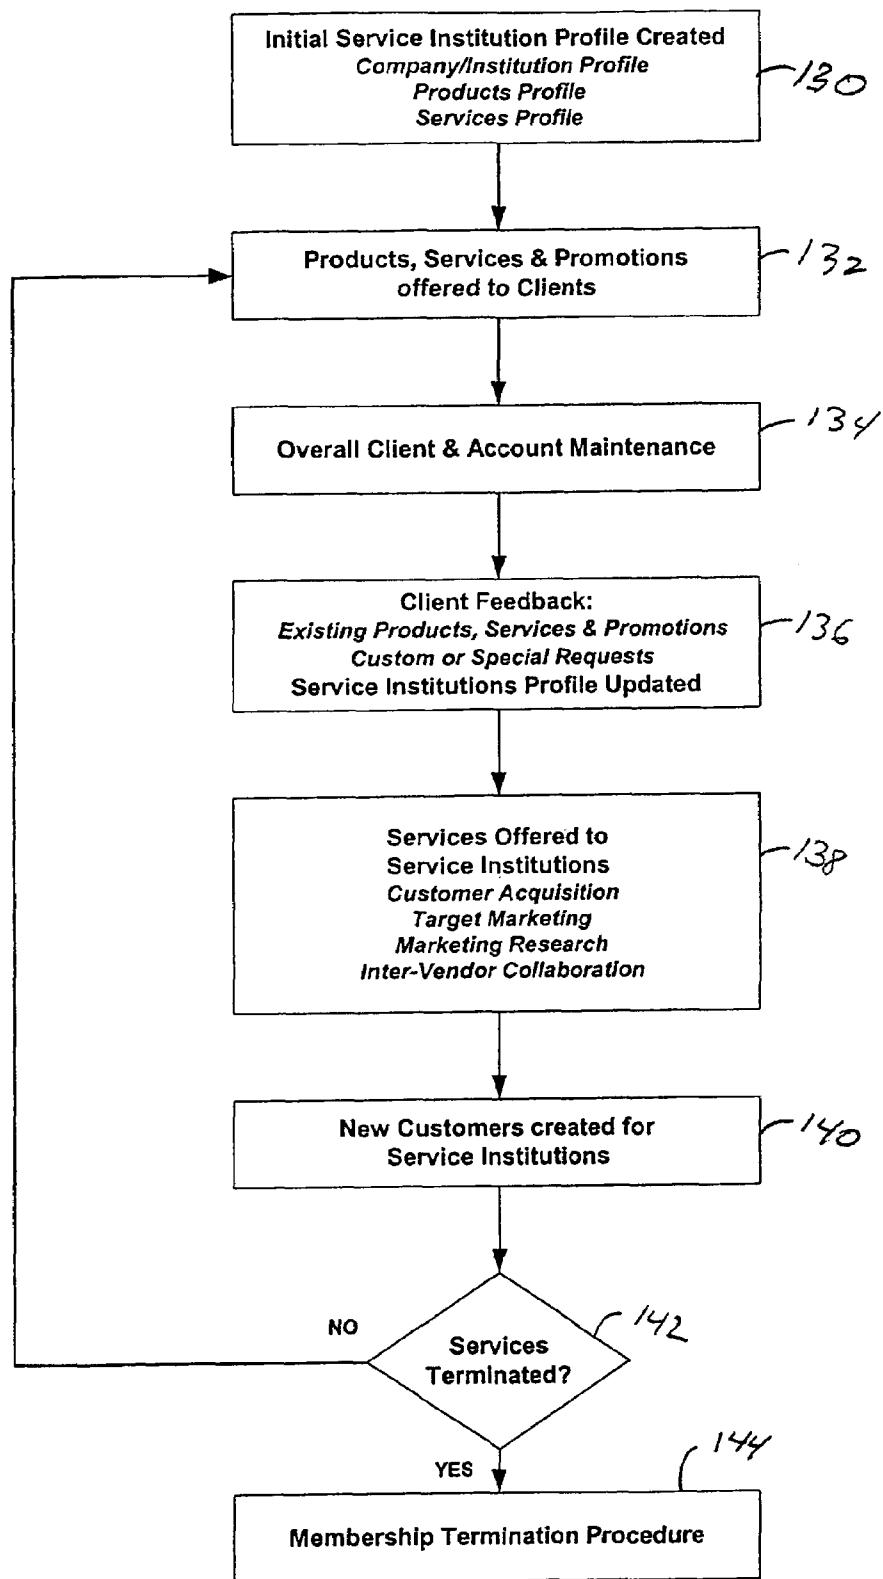 Initial Service Institution Profile Created
Company/Institution Profile
Products Profile
Services Profile
130
Products, Services & Promotions
offered to Clients
132
Overall Client & Account Maintenance
134
Client Feedback:
Existing Products, Services & Promotions
Custom or Special Requests
Service Institutions Profile Updated
136
Services Offered to
Service Institutions
Customer Acquisition
Target Marketing
Marketing Research
Inter-Vendor Collaboration
138
New Customers created for
Service Institutions
140
NO
Services
Terminated?
142
YES
144
Membership Termination Procedure